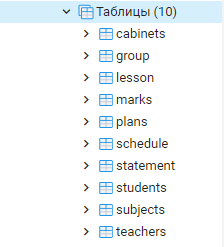 Таблицы (10)
cabinets
group
lesson
marks
plans
schedule
statement
students
subjects
teachers